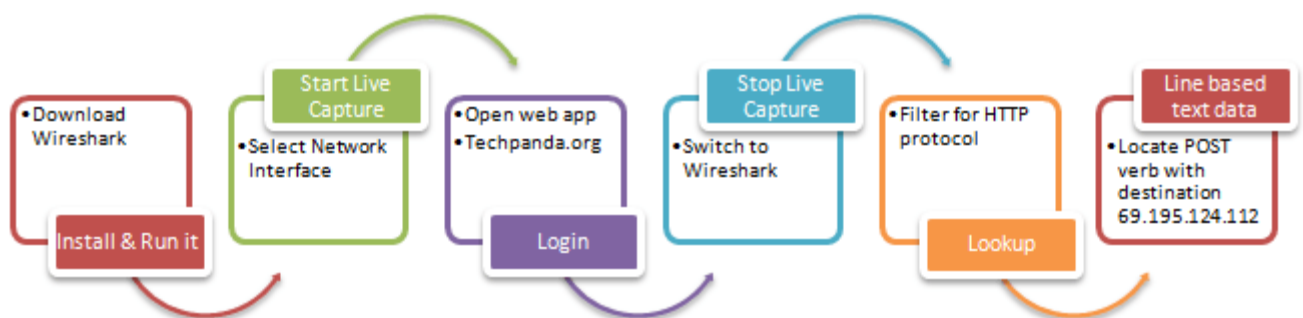 •Download
Wireshark
Install & Run it
Start Live
Capture
•Select Network
Interface
•Open web app
•Techpanda.org
Login
Stop Live
Capture
•Switch to
Wireshark
•Filter for HTTP
protocol
Lookup
Line based
text data
•Locate POST
verb with
destination
69.195.124.112